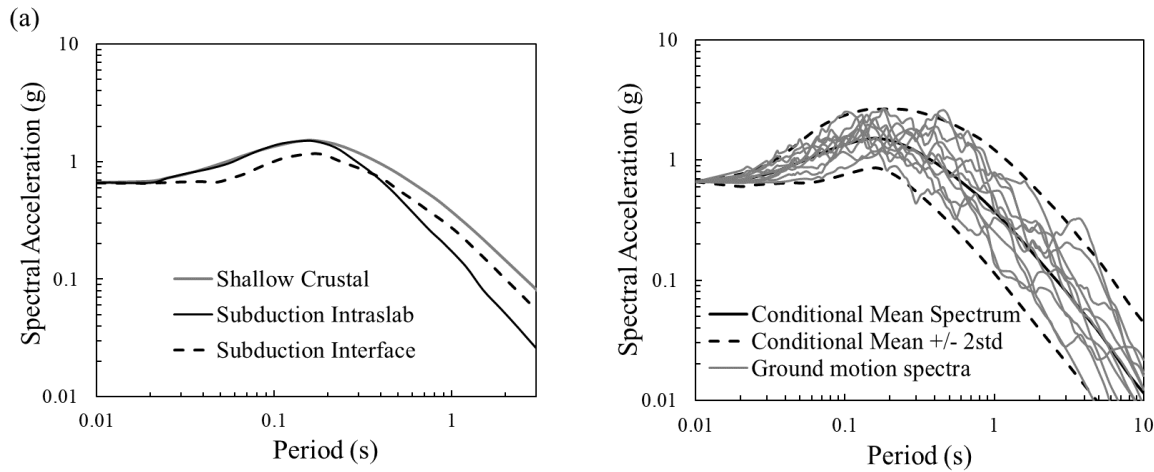 (a)
10
1
0.1
0.01
Spectral Acceleration (g)
Shallow Crustal
Subduction Intraslab
Subduction Interface
0.01
0.1
1
Period (s)
10
1
0.1
0.01
Spectral Acceleration (g)
Conditional Mean Spectrum
Conditional Mean +/- 2std
Ground motion spectra
0.01
0.1
1
10
Period (s)